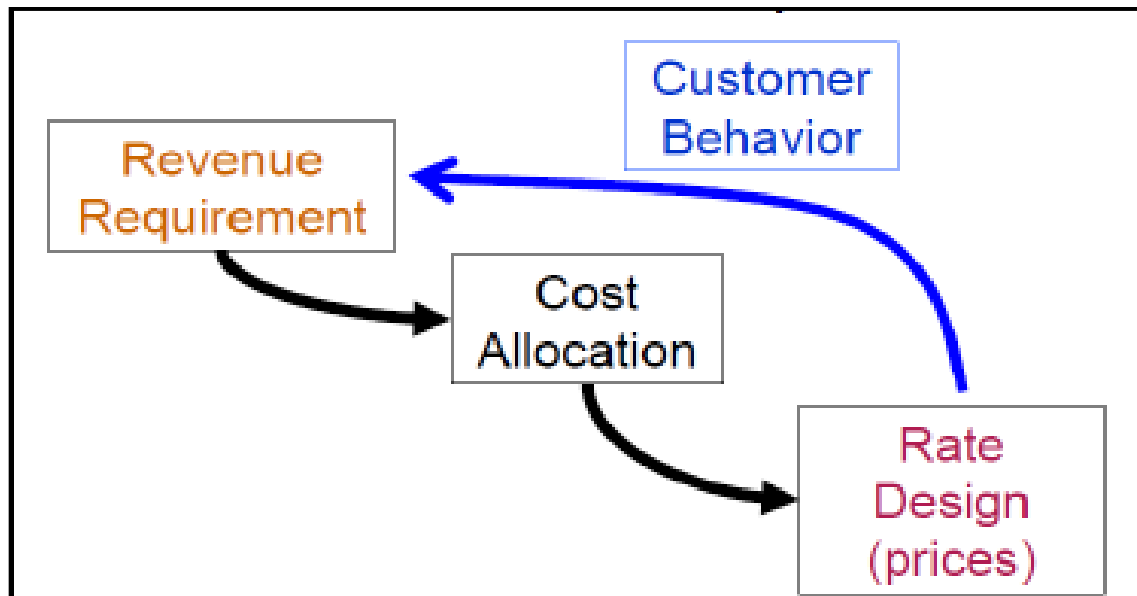 Customer
Behavior
Revenue
Requirement
Cost
Allocation
Rate
Design
(prices)